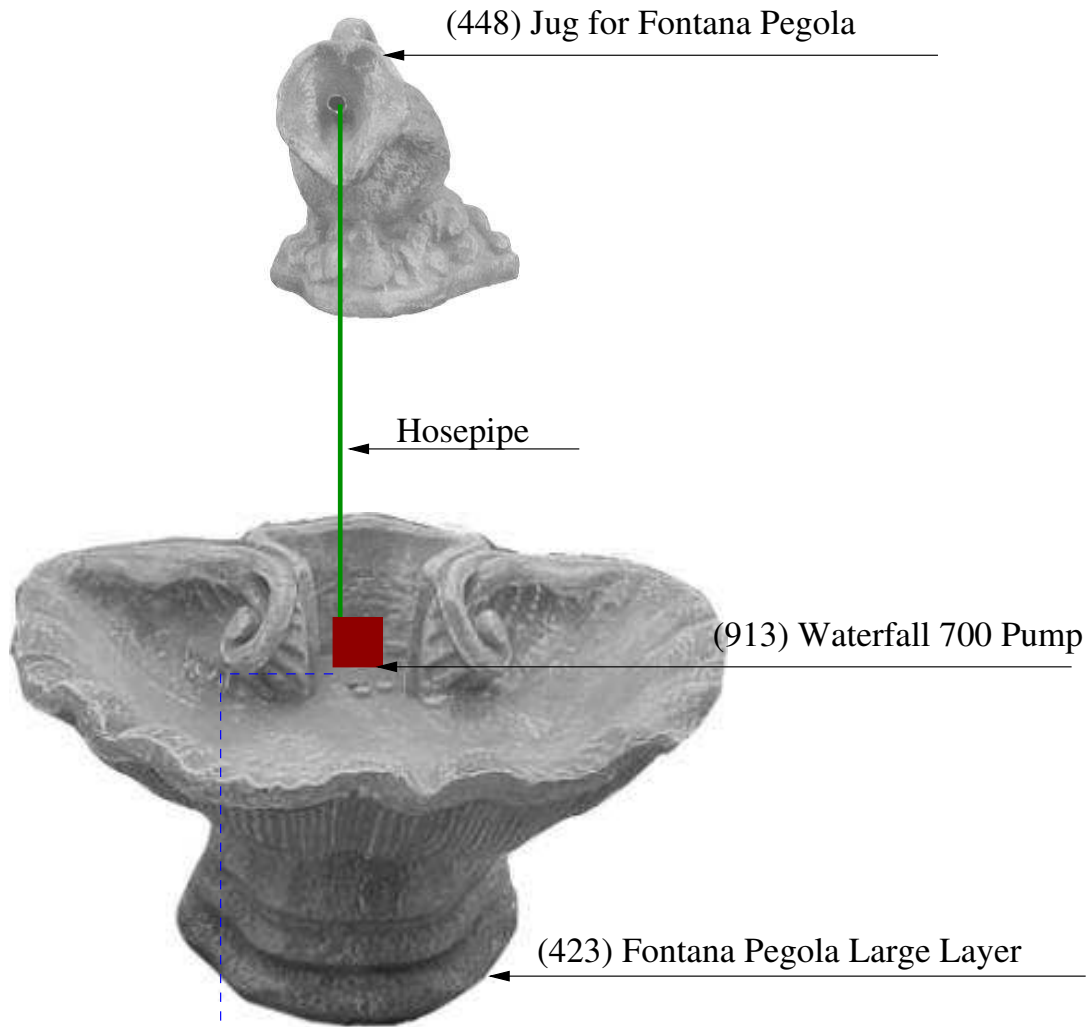 (448) Jug for Fontana Pegola
Hosepipe
(913) Waterfall 700 Pump
(423) Fontana Pegola Large Layer